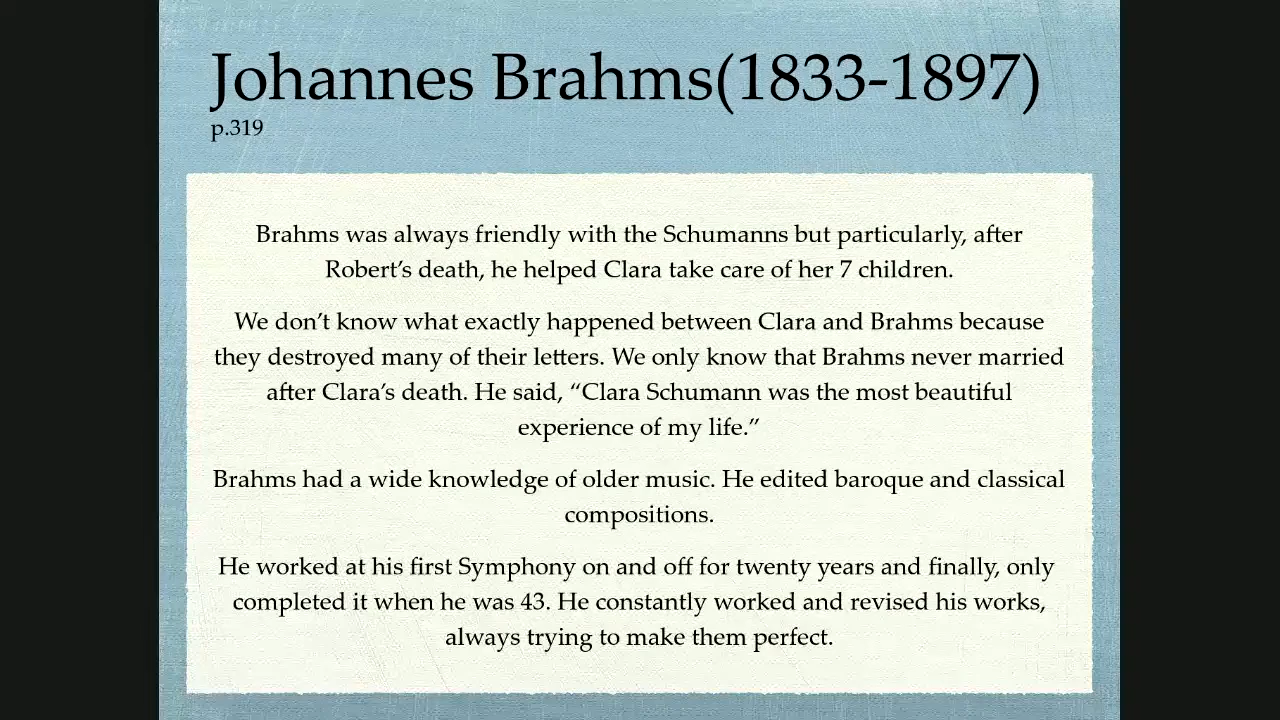 Johannes Brahms(1833-1897)
p.319
Brahms was always friendly with the Schumanns but particularly, after
Robert’s death, he helped Clara take care of her 7 children.
We don’t know what exactly happened between Clara and Brahms because
they destroyed many of their letters. We only know that Brahms never married
after Clara’s death. He said, “Clara Schumann was the most beautiful
experience of my life.”
Brahms had a wide knowledge of older music. He edited baroque and classical
compositions.
He worked at his first Symphony on and off for twenty years and finally, only
completed it when he was 43. He constantly worked and revised his works,
always trying to make them perfect.